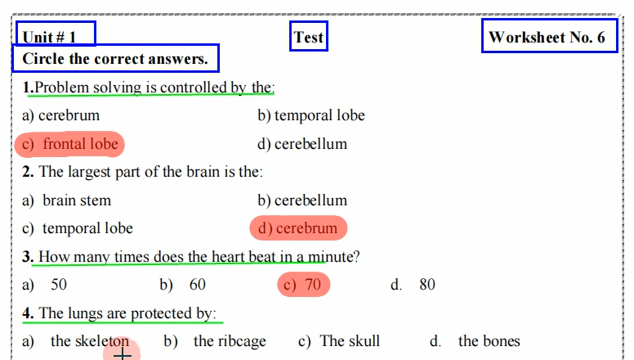 Unit # 1 Test Worksheet No. 6
Circle the correct answers.
1.Problem solving is controlled by the:
a) cerebrum b) temporal lobe
c) frontal lobe d) cerebellum
2. The largest part of the brain is the:
a) brain stem b) cerebellum
c) temporal lobe d) cerebrum
3. How many times does the heart beat in a minute?
a) 50 b) 60 c) 70 d. 80
4. The lungs are protected by:
a) the skeleton b) the ribcage c) The skull d. the bones